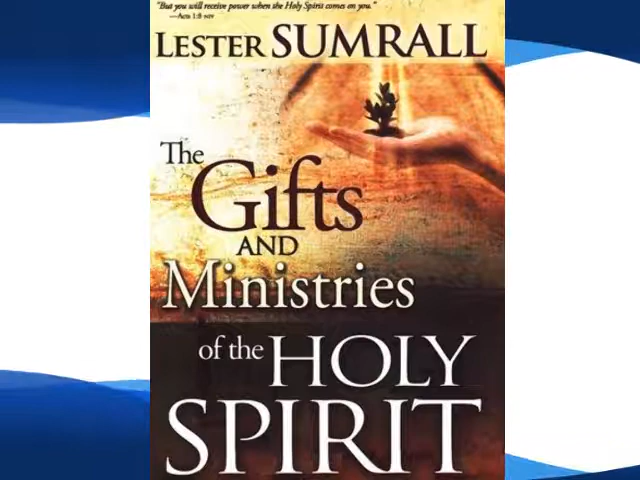 "But you will receive power when the Holy Spirit comes on you."
—Acts 1:8 NIV
LESTER SUMRALL
The
Gifts
AND
Ministries
of the HOLY
SPIRIT